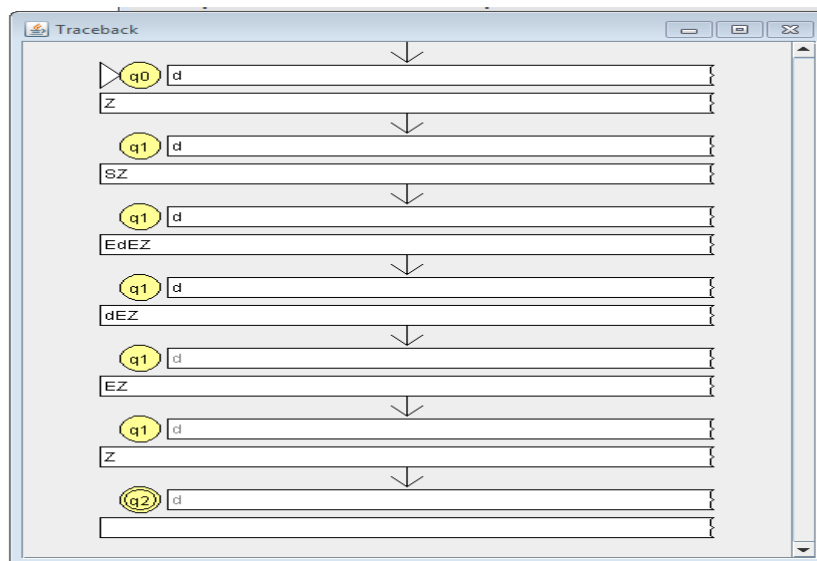 Traceback
q0 d
Z
q1 d
SZ
q1 d
EdEZ
q1 d
dEZ
q1 d
EZ
q1 d
Z
q2 d